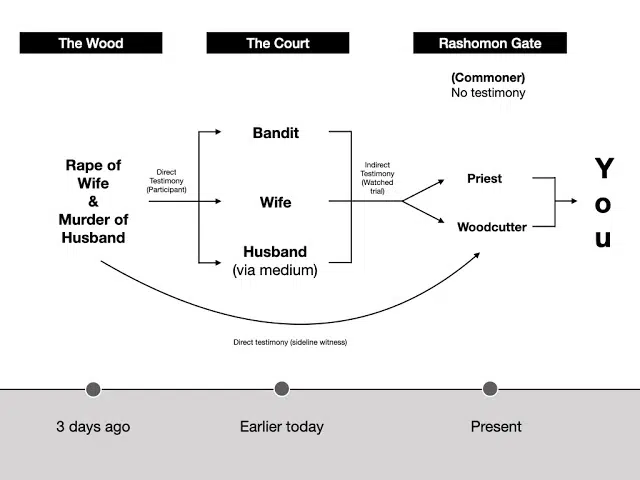 The Wood
The Court
Rashomon Gate
(Commoner)
No testimony
Rape of
Wife
&
Murder of
Husband
Direct
Testimony
(Participant)
Bandit
Wife
Husband
(via medium)
Indirect
Testimony
(Watched
trial)
Priest
Woodcutter
Y
o
u
Direct testimony (sideline witness)
3 days ago
Earlier today
Present